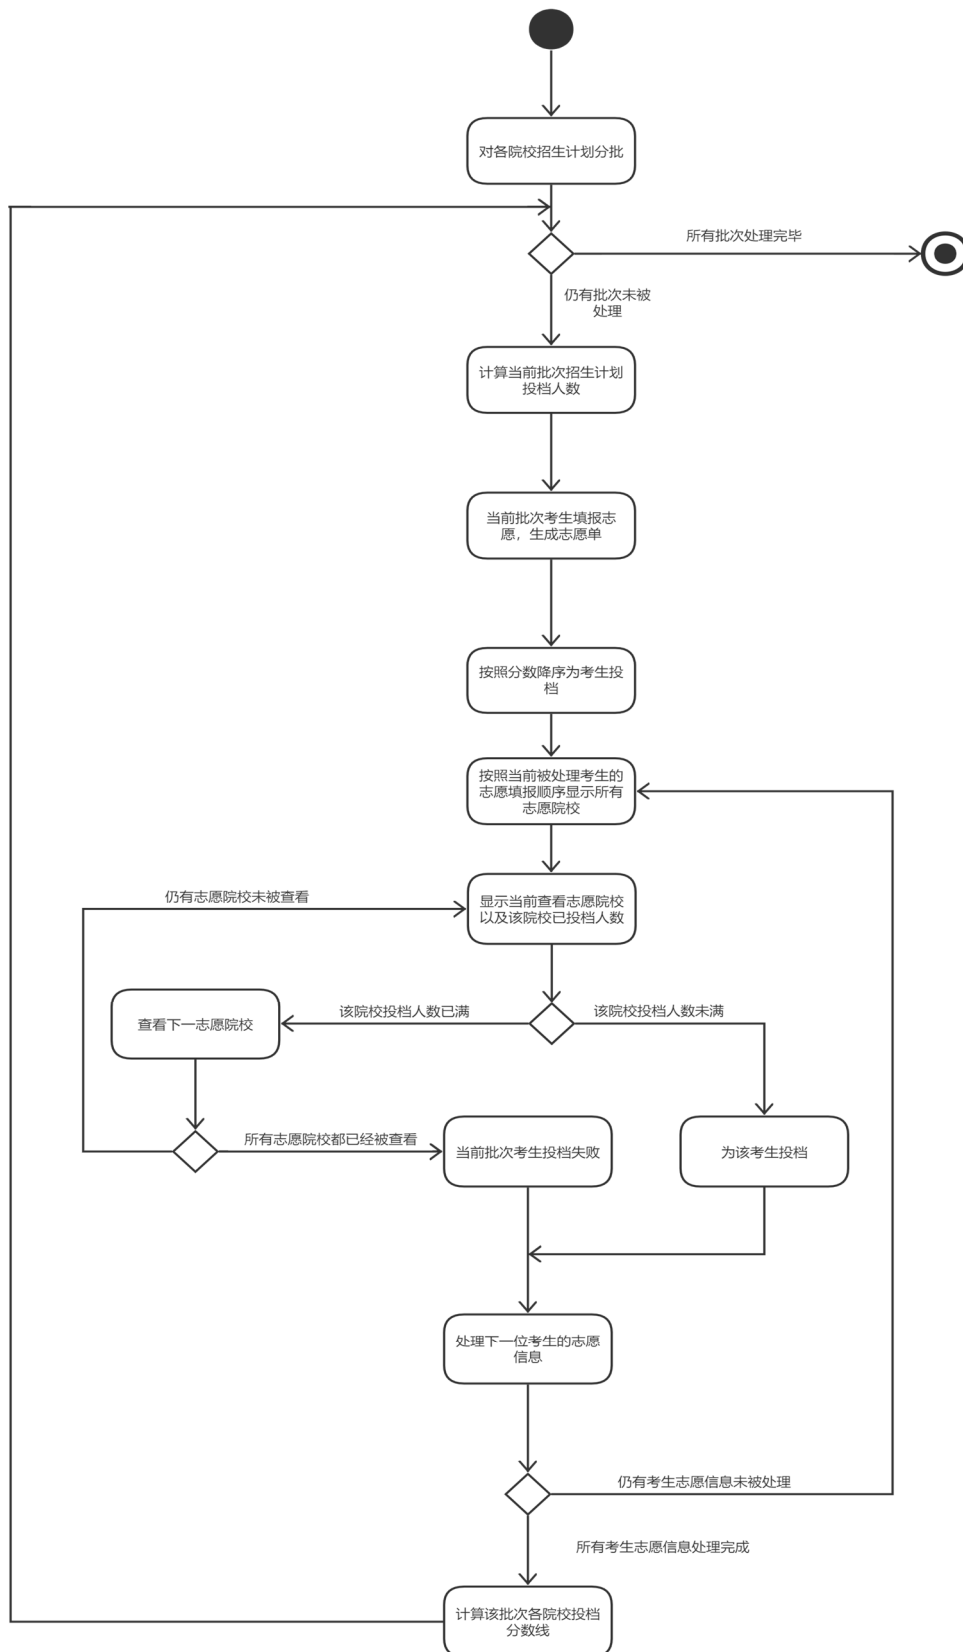 对各院校招生计划分批
所有批次处理完毕
仍有批次未被
处理
计算当前批次招生计划
投档人数
当前批次考生填报志
愿，生成志愿单
按照分数降序为考生投
档
按照当前被处理考生的
志愿填报顺序显示所有
志愿院校
仍有志愿院校未被查看
显示当前查看志愿院校
以及该院校已投档人数
该院校投档人数已满
该院校投档人数未满
查看下一志愿院校
所有志愿院校都已经被查看
当前批次考生投档失败
为该考生投档
处理下一位考生的志愿
信息
仍有考生志愿信息未被处理
所有考生志愿信息处理完成
计算该批次各院校投档
分数线